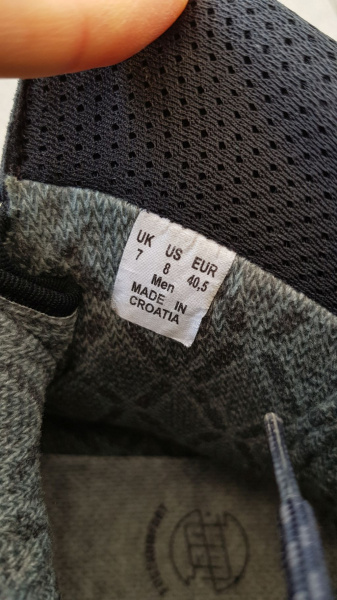 UK US EUR
7 8 40,5
Men
MADE IN
CROATIA